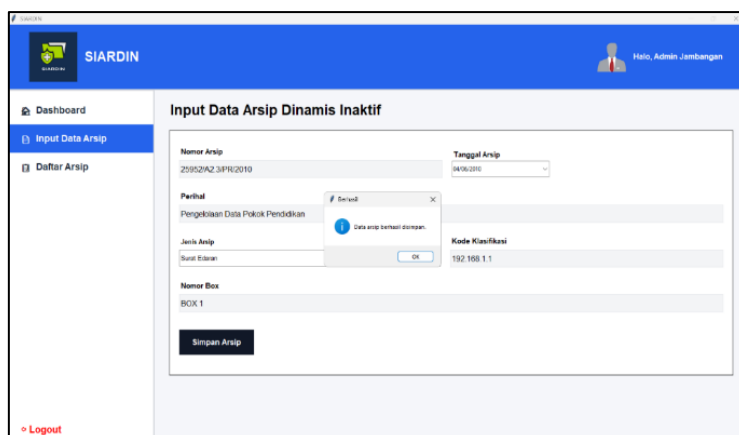 SIARDIN
SIARDIN
SIARDIN
Halo, Admin Jambangan
Dashboard
Input Data Arsip
Daftar Arsip
Logout
Input Data Arsip Dinamis Inaktif
Nomor Arsip
25952/A2.3/PR/2010
Tanggal Arsip
04/06/2010
Perihal
Pengelolaan Data Pokok Pendidikan
Berhasil
Data arsip berhasil disimpan.
OK
Jenis Arsip
Surat Edaran
Kode Klasifikasi
192.168.1.1
Nomor Box
BOX 1
Simpan Arsip